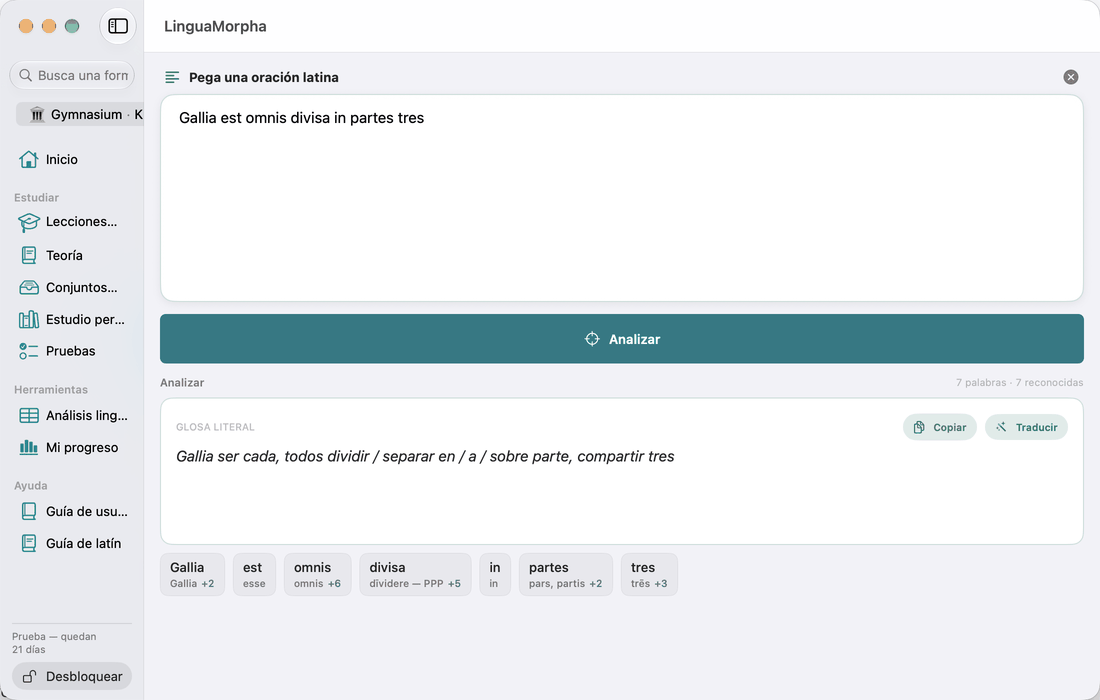 LinguaMorpha
Busca una forn
Gymnasium · K
Inicio
Estudiar
Lecciones...
Teoría
Conjuntos...
Estudio per...
Pruebas
Herramientas
Análisis ling...
Mi progreso
Ayuda
Guía de usu...
Guía de latín
Prueba — quedan
21 días
Desbloquear
Pega una oración latina
Gallia est omnis divisa in partes tres
Analizar
Analizar
7 palabras · 7 reconocidas
GLOSA LITERAL
Copiar
Traducir
Gallia ser cada, todos dividir / separar en / a / sobre parte, compartir tres
Gallia
Gallia +2
est
esse
omnis
omnis +6
divisa
dividere — PPP +5
in
in
partes
pars, partis +2
tres
trēs +3